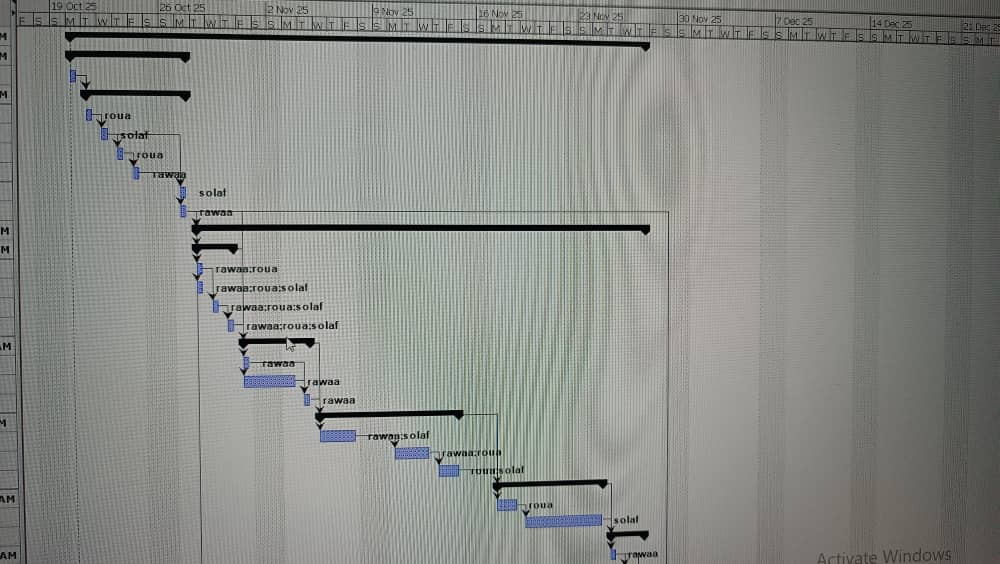 19 Oct 25 26 Oct 25 2 Nov 25 9 Nov 25 16 Nov 25 23 Nov 25 30 Nov 25 7 Dec 25 14 Dec 25 21 Dec 25
F S S M T W T F S S M T W T F S S M T W T F S S M T W T F S S M T W T F S S M T W T F S S M T W T F S S M T W T F S S M T W T F S S M T
M
M
M
roua
solaf
roua
rawaa
solaf
rawaa
M
M
rawaa;roua
rawaa;roua;solaf
rawaa;roua;solaf
rawaa;roua;solaf
AM
rawaa
rawaa
rawaa
M
rawaa;solaf
rawaa;roua
roua;solaf
AM
roua
solaf
AM
rawaa
Activate Windows